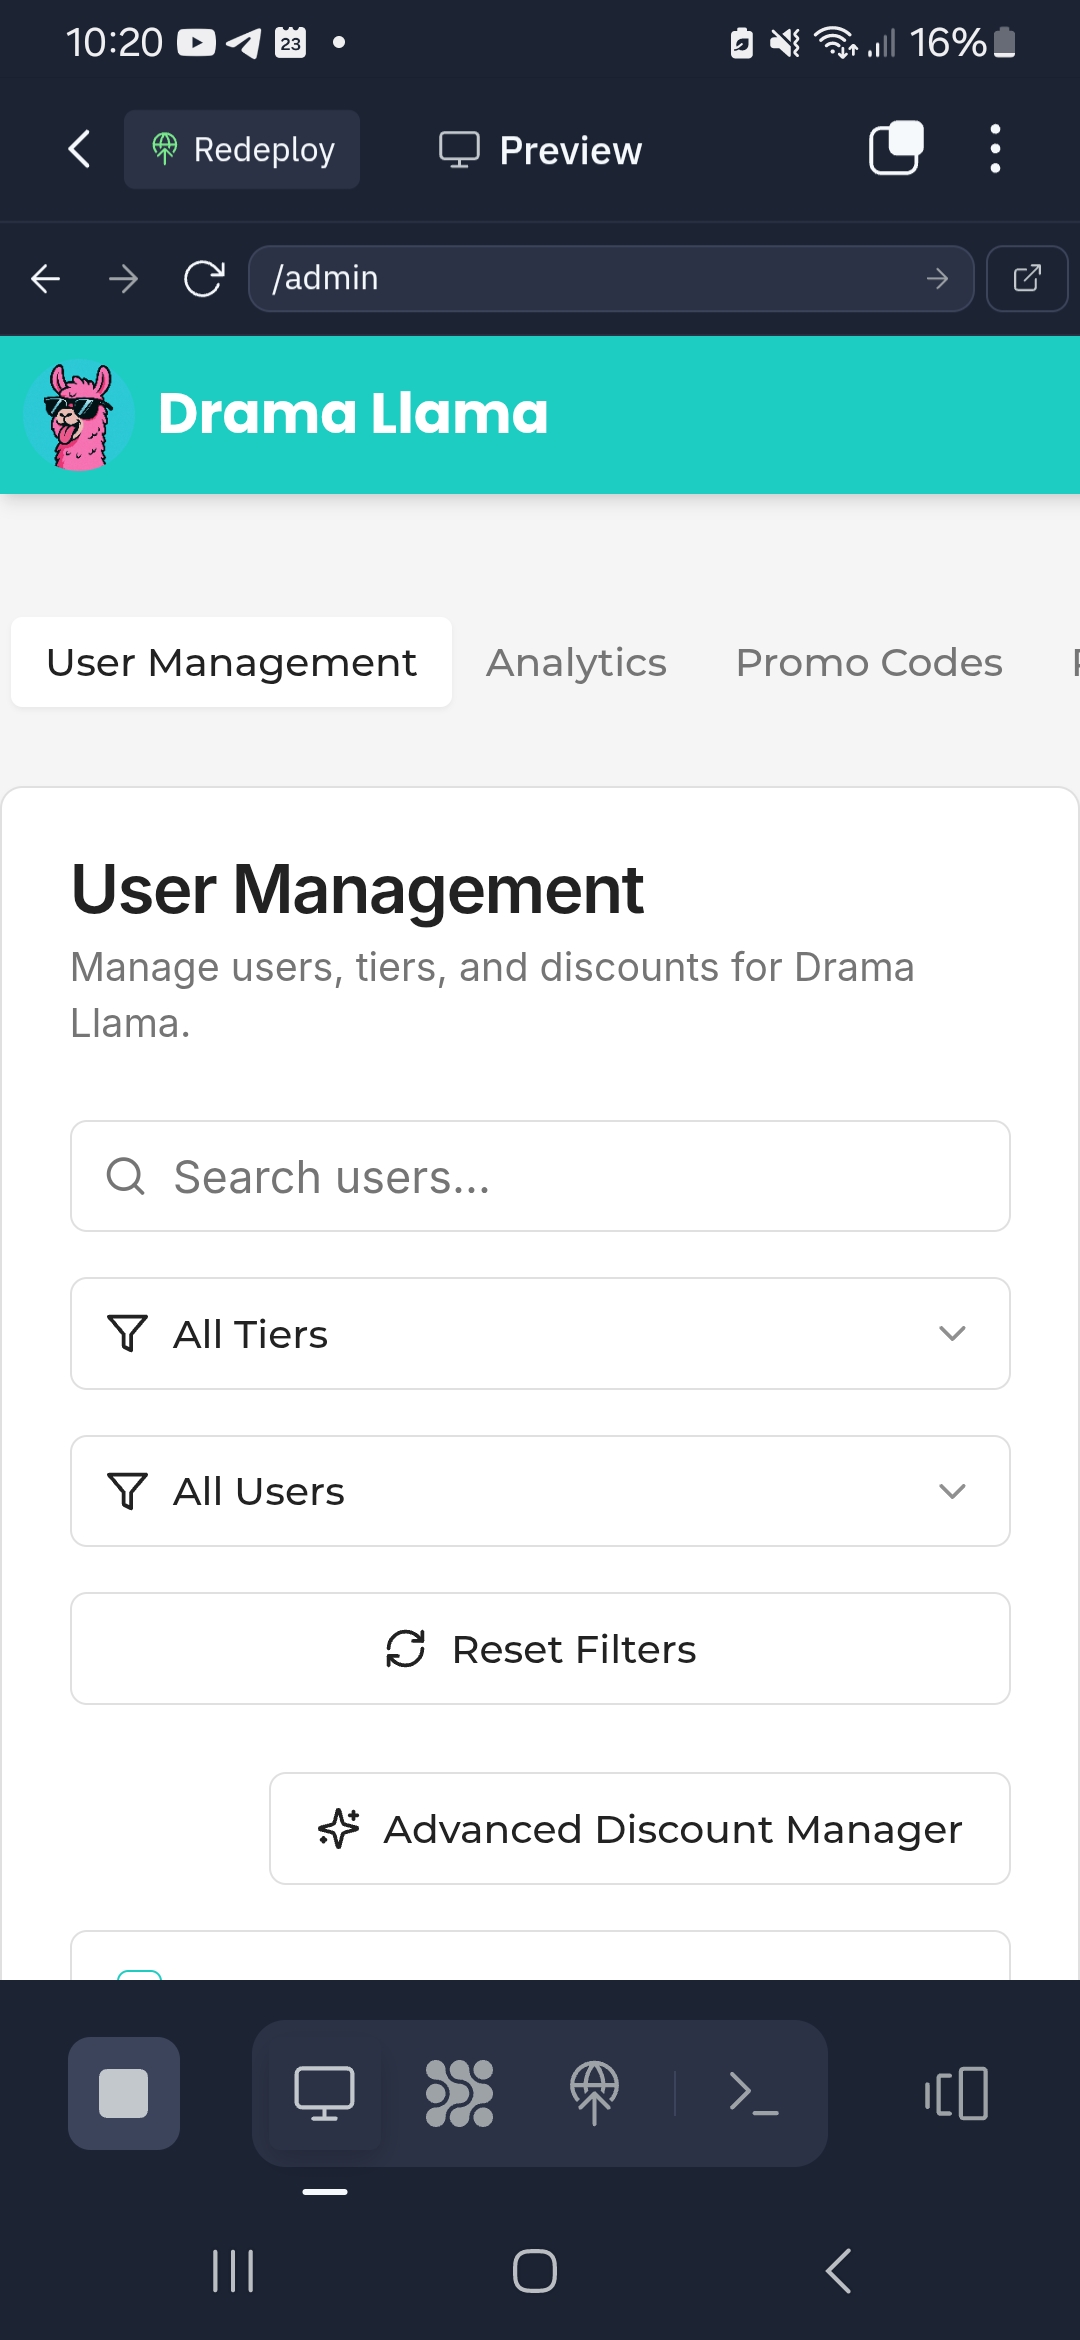 10:20
23
16%
Redeploy
Preview
/admin
Drama Llama
User Management
Analytics
Promo Codes
User Management
Manage users, tiers, and discounts for Drama
Llama.
Search users...
All Tiers
All Users
Reset Filters
Advanced Discount Manager